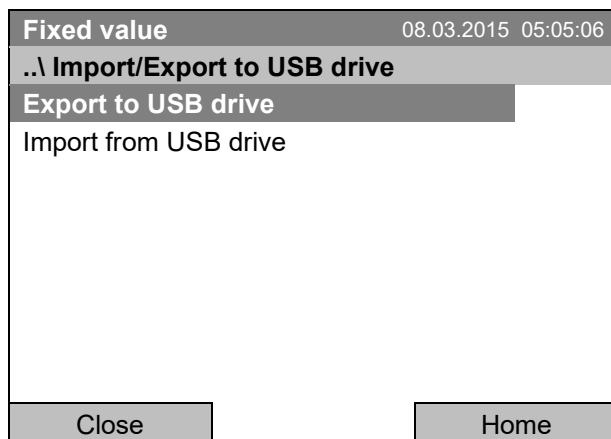 Fixed value 08.03.2015 05:05:06
..\ Import/Export to USB drive
Export to USB drive
Import from USB drive
Close Home